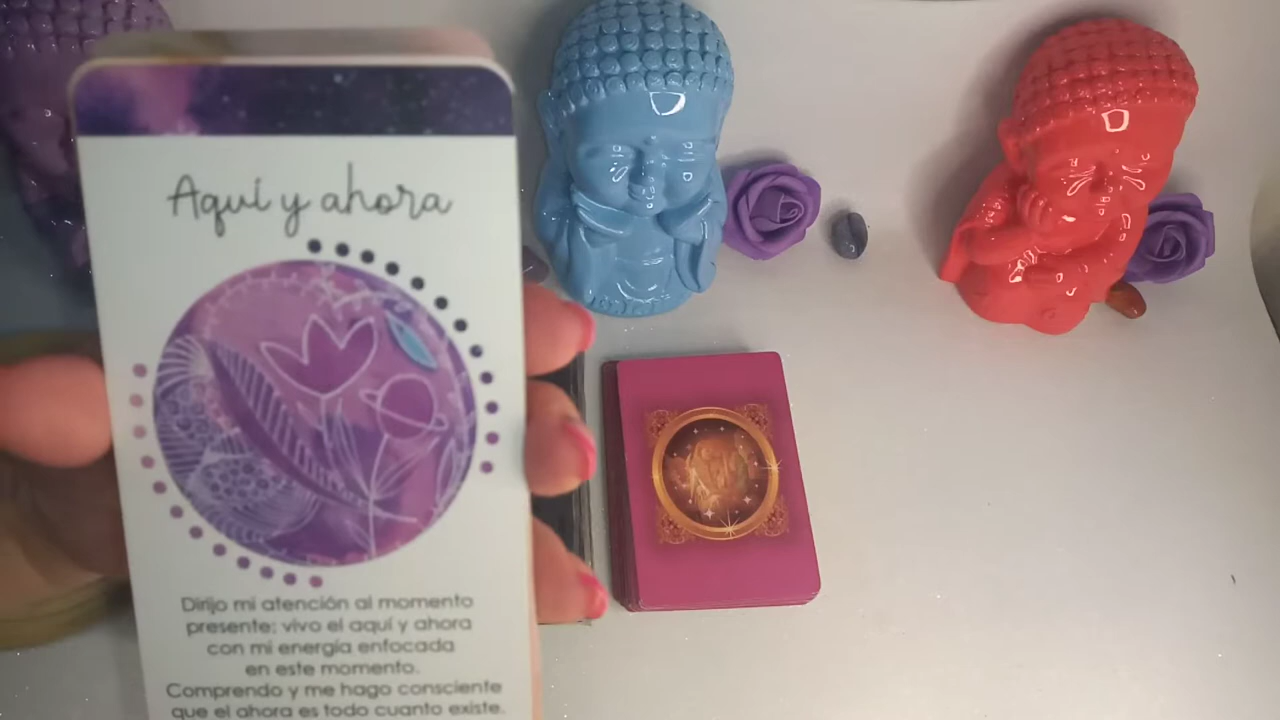 Aquí y ahora
Dirijo mi atención al momento
presente: vivo el aquí y ahora
con mi energía enfocada
en este momento.
Comprendo y me hago consciente
que el ahora es todo cuanto existe.